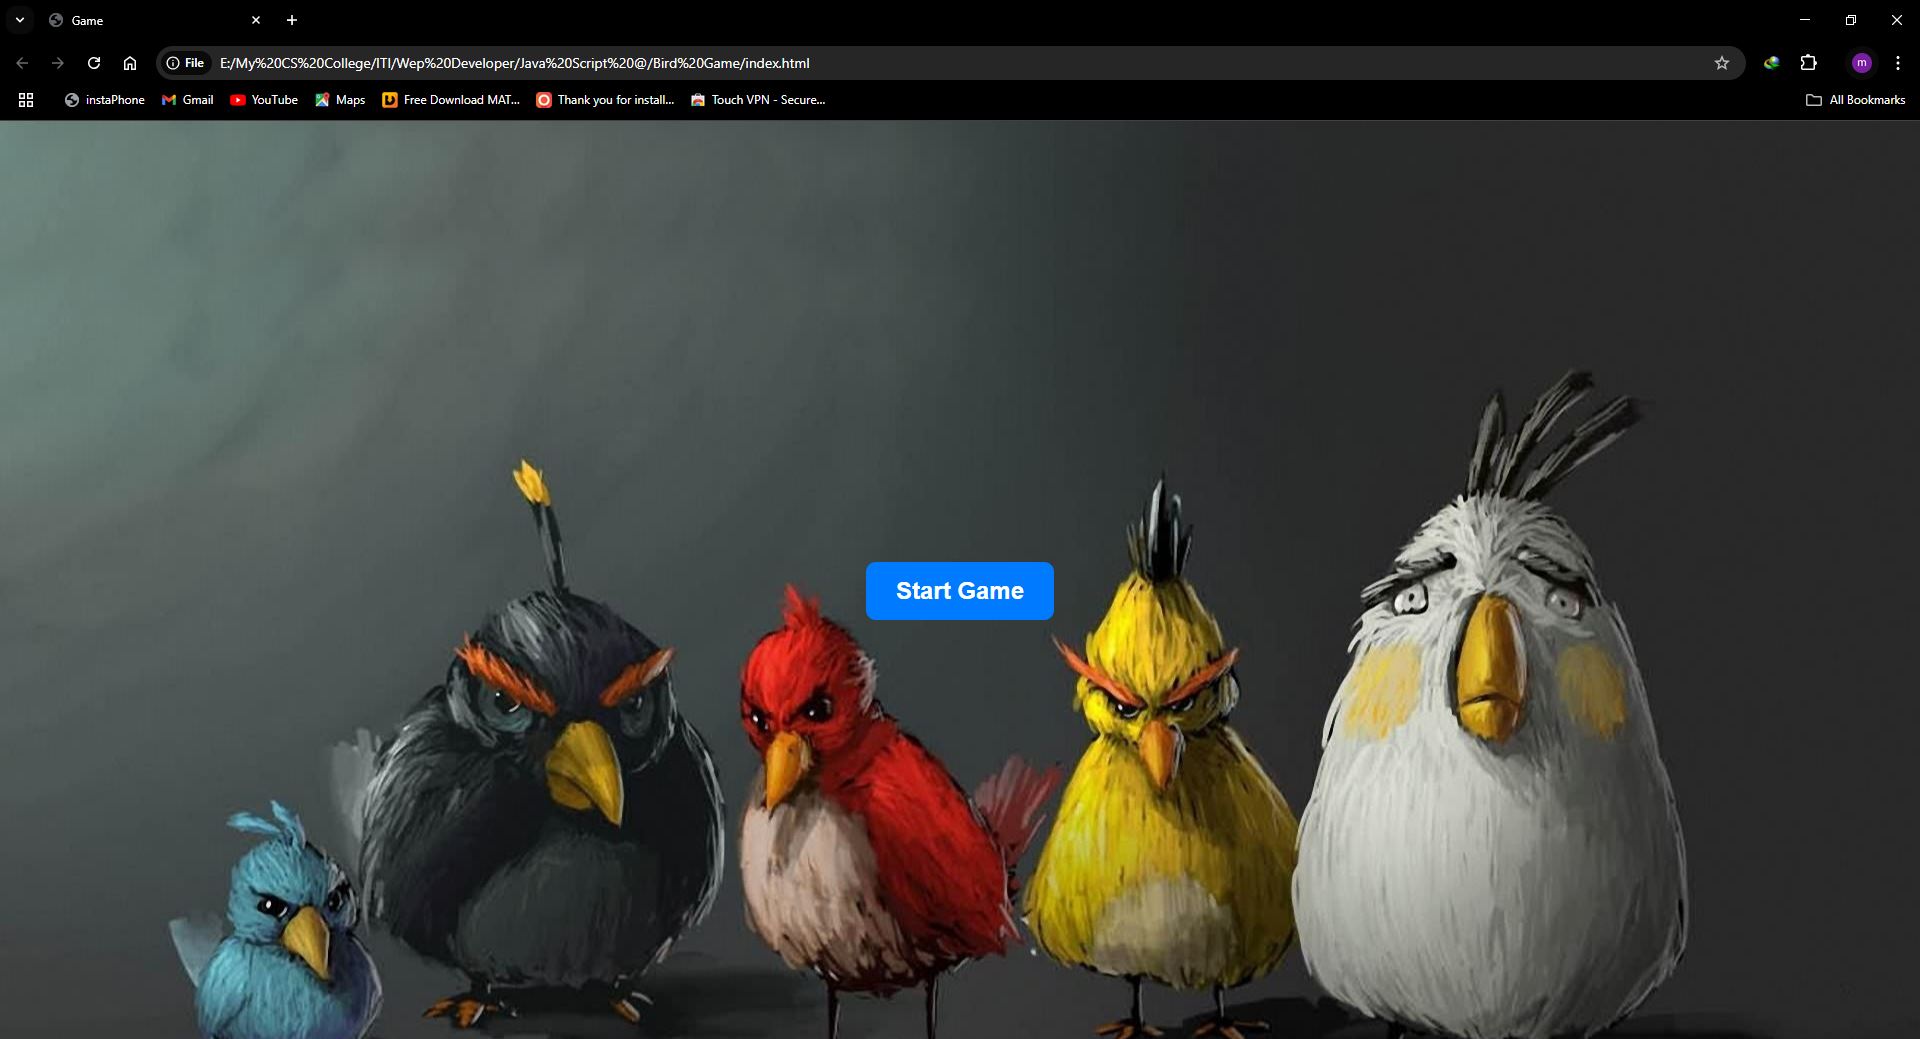 Game
File
E:/My%20CS%20College/ITI/Wep%20Developer/Java%20Script%20@/Bird%20Game/index.html
m
instaPhone
Gmail
YouTube
Maps
Free Download MAT...
Thank you for install...
Touch VPN - Secure...
All Bookmarks
Start Game